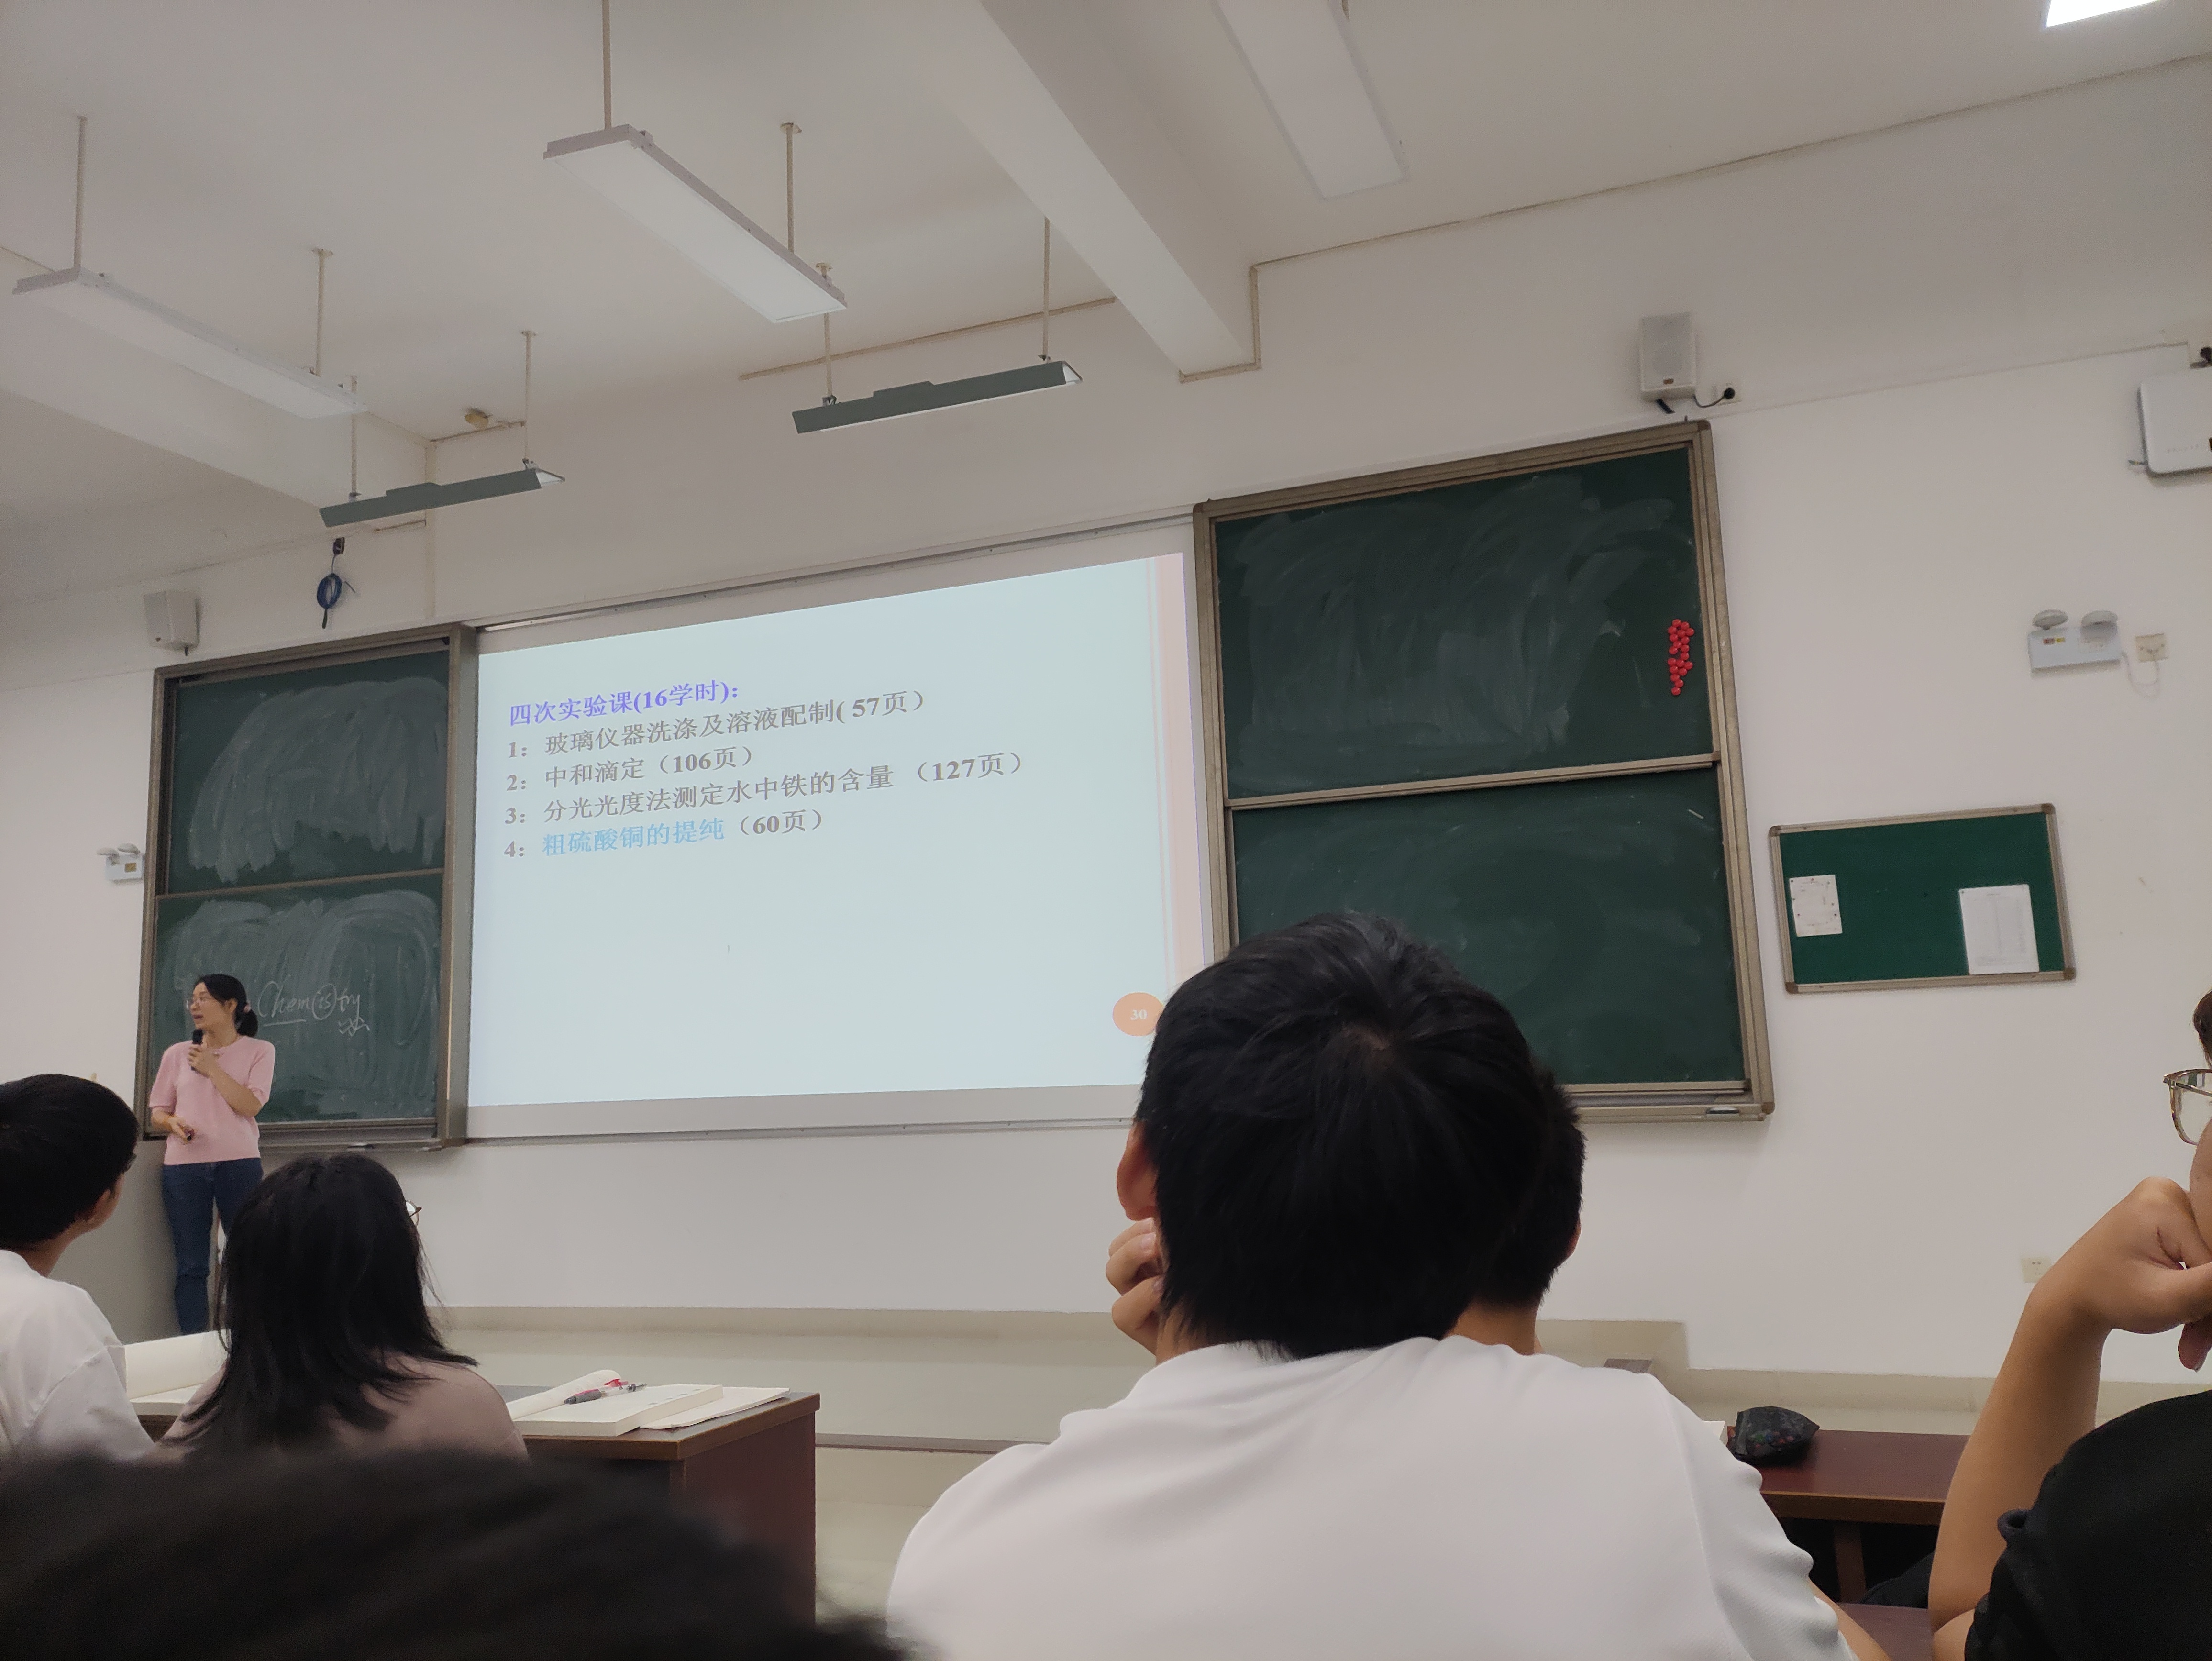 四次实验课(16学时)：
1：玻璃仪器洗涤及溶液配制( 57页）
2：中和滴定（106页）
3：分光光度法测定水中铁的含量 （127页）
4：粗硫酸铜的提纯（60页）
30
Chemistry